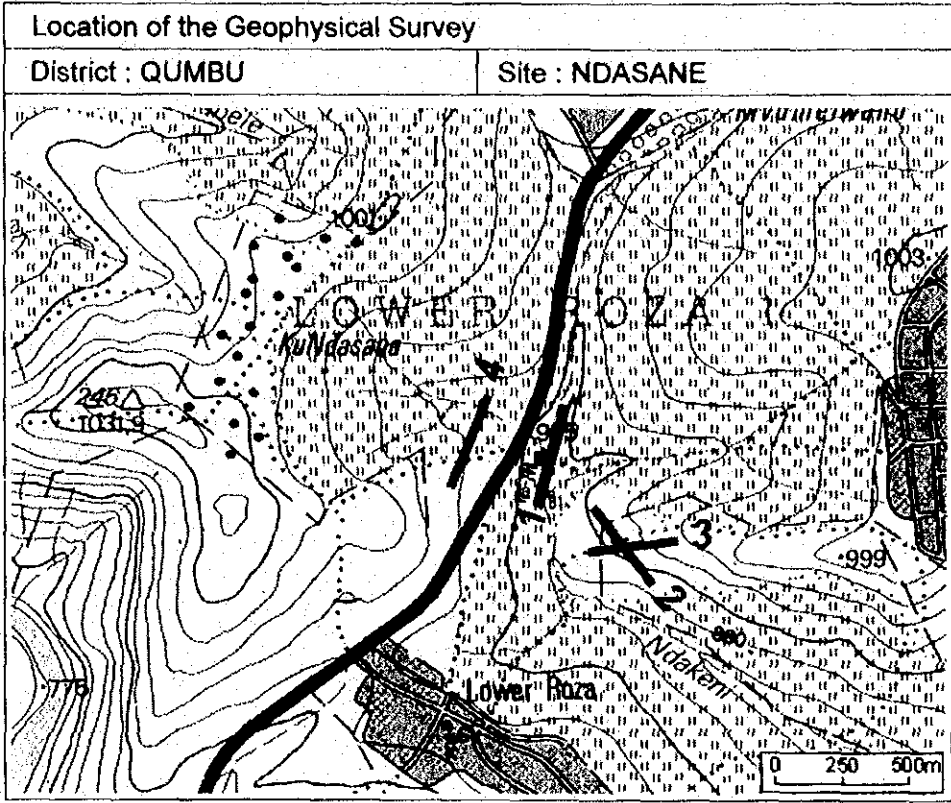 Location of the Geophysical Survey
District : QUMBU
Site : NDASANE
1001
1003
LOWER ROZA
KuNdasana
4
246
1031,9
1
3
999
2
Ndakeni
776
Lower Roza
0 250 500m